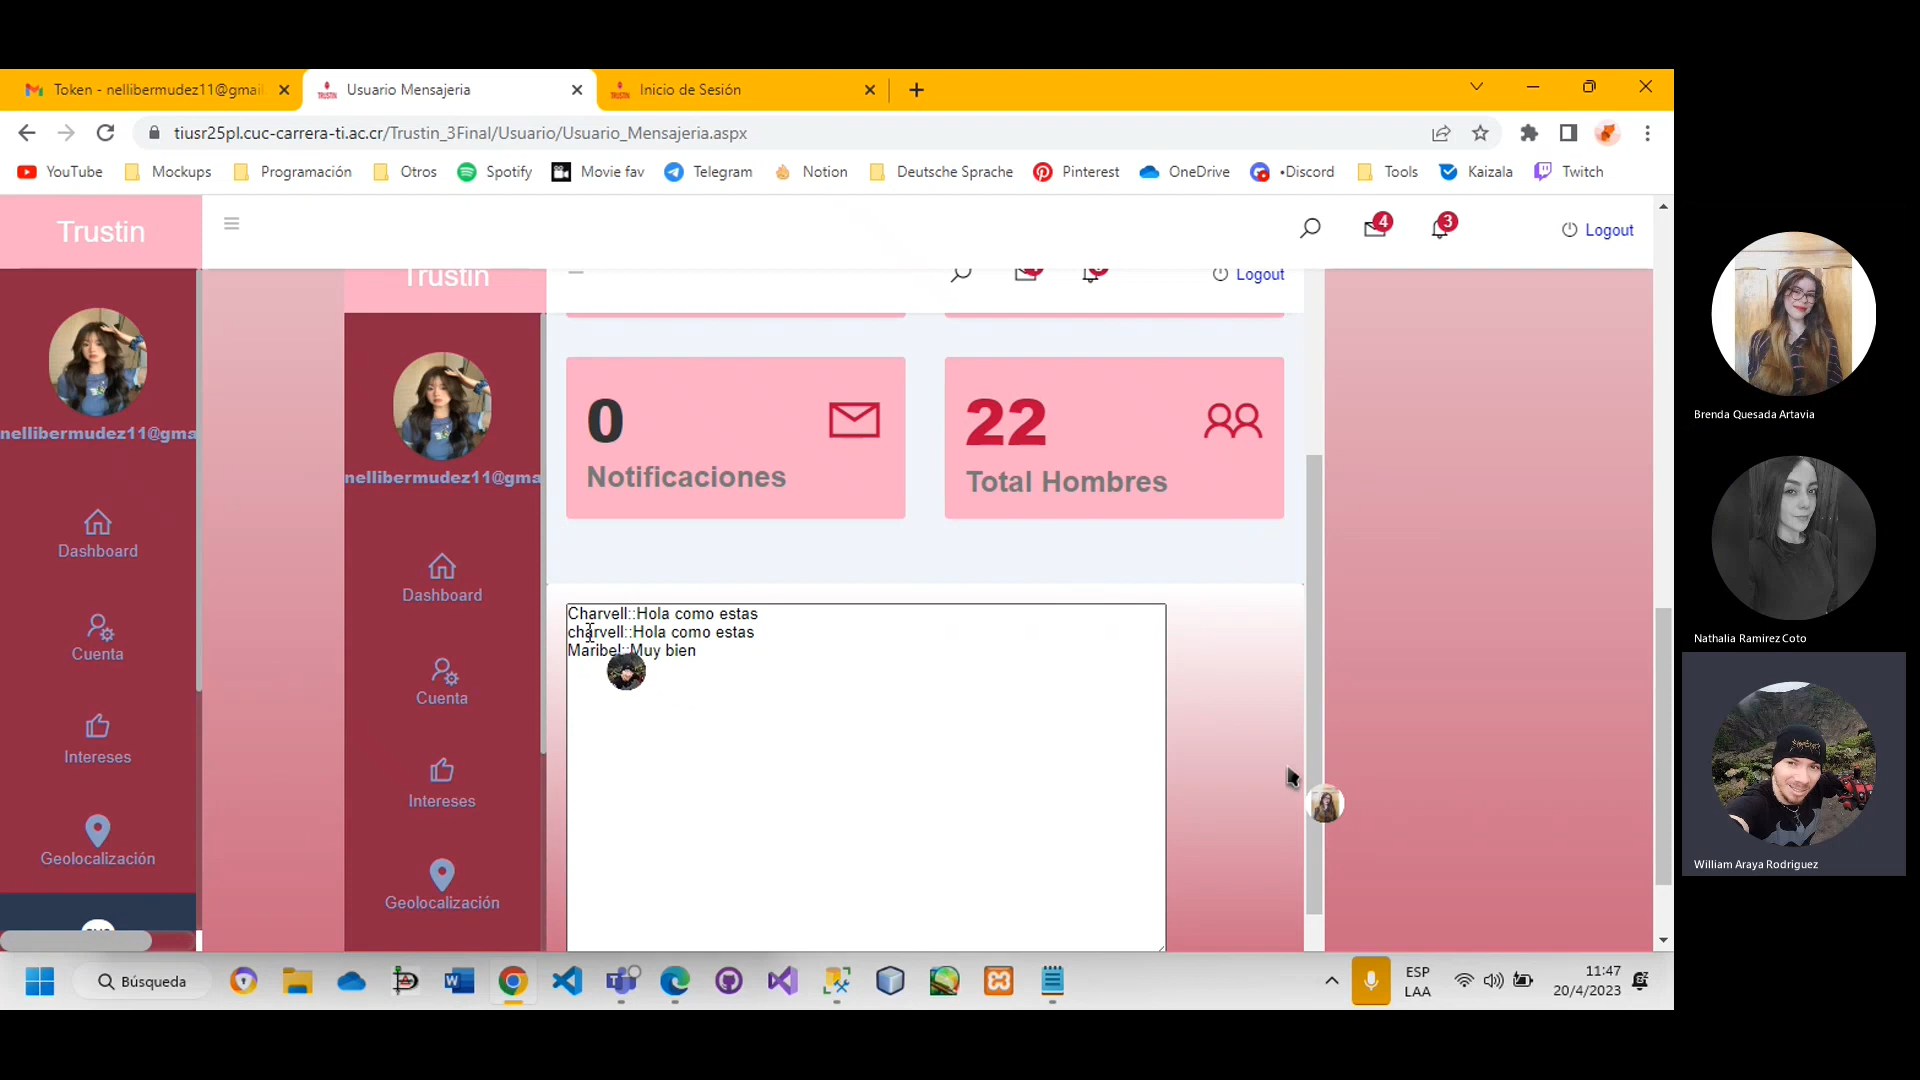 Token - nellibermudez11@gmai
Usuario Mensajeria
Inicio de Sesión
tiusr25pl.cuc-carrera-ti.ac.cr/Trustin_3Final/Usuario/Usuario_Mensajeria.aspx
YouTube
Mockups
Programación
Otros
Spotify
Movie fav
Telegram
Notion
Deutsche Sprache
Pinterest
OneDrive
•Discord
Tools
Kaizala
Twitch
Trustin
4
3
Logout
Trustin
Logout
nellibermudez11@gma
Dashboard
Cuenta
Intereses
Geolocalización
nellibermudez11@gma
Dashboard
Cuenta
Intereses
Geolocalización
0
Notificaciones
22
Total Hombres
Charvell::Hola como estas
charvell::Hola como estas
Maribel::Muy bien
Brenda Quesada Artavia
Nathalia Ramirez Coto
William Araya Rodriguez
Búsqueda
ESP
LAA
11:47
20/4/2023